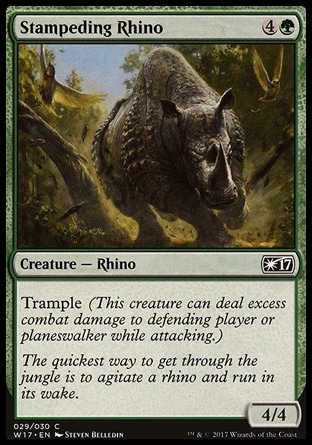 Stampeding Rhino 4
Creature — Rhino 17
Trample (This creature can deal excess
combat damage to defending player or
planeswalker while attacking.)
The quickest way to get through the
jungle is to agitate a rhino and run in
its wake.
4/4
029/030 C
W17 • EN Steven Belledin
™ & © 2017 Wizards of the Coast